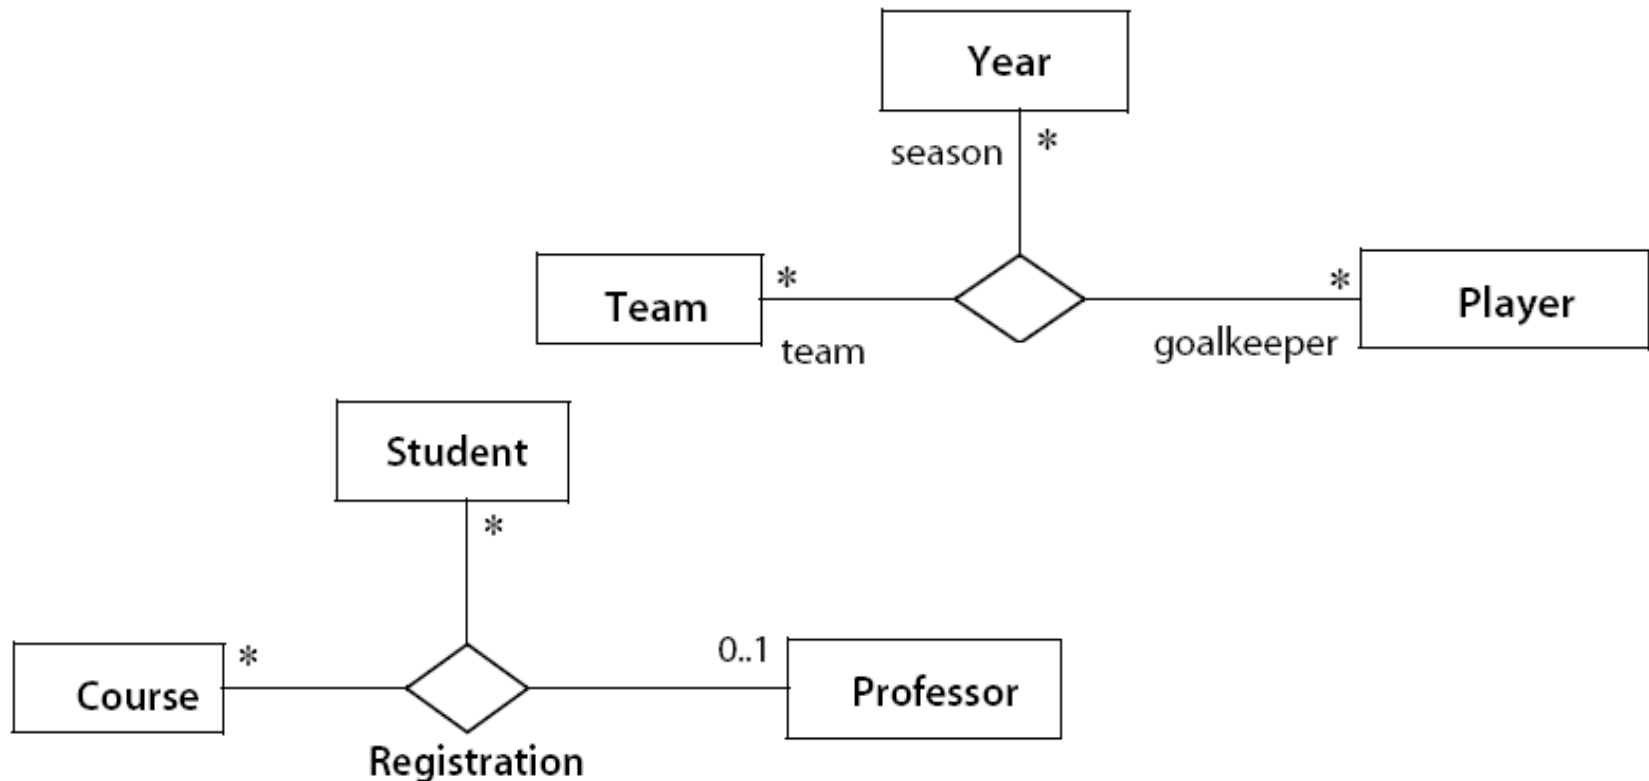 Year
*
season
Team
*
*
Player
team
goalkeeper
Student
*
Course
*
0..1
Professor
Registration